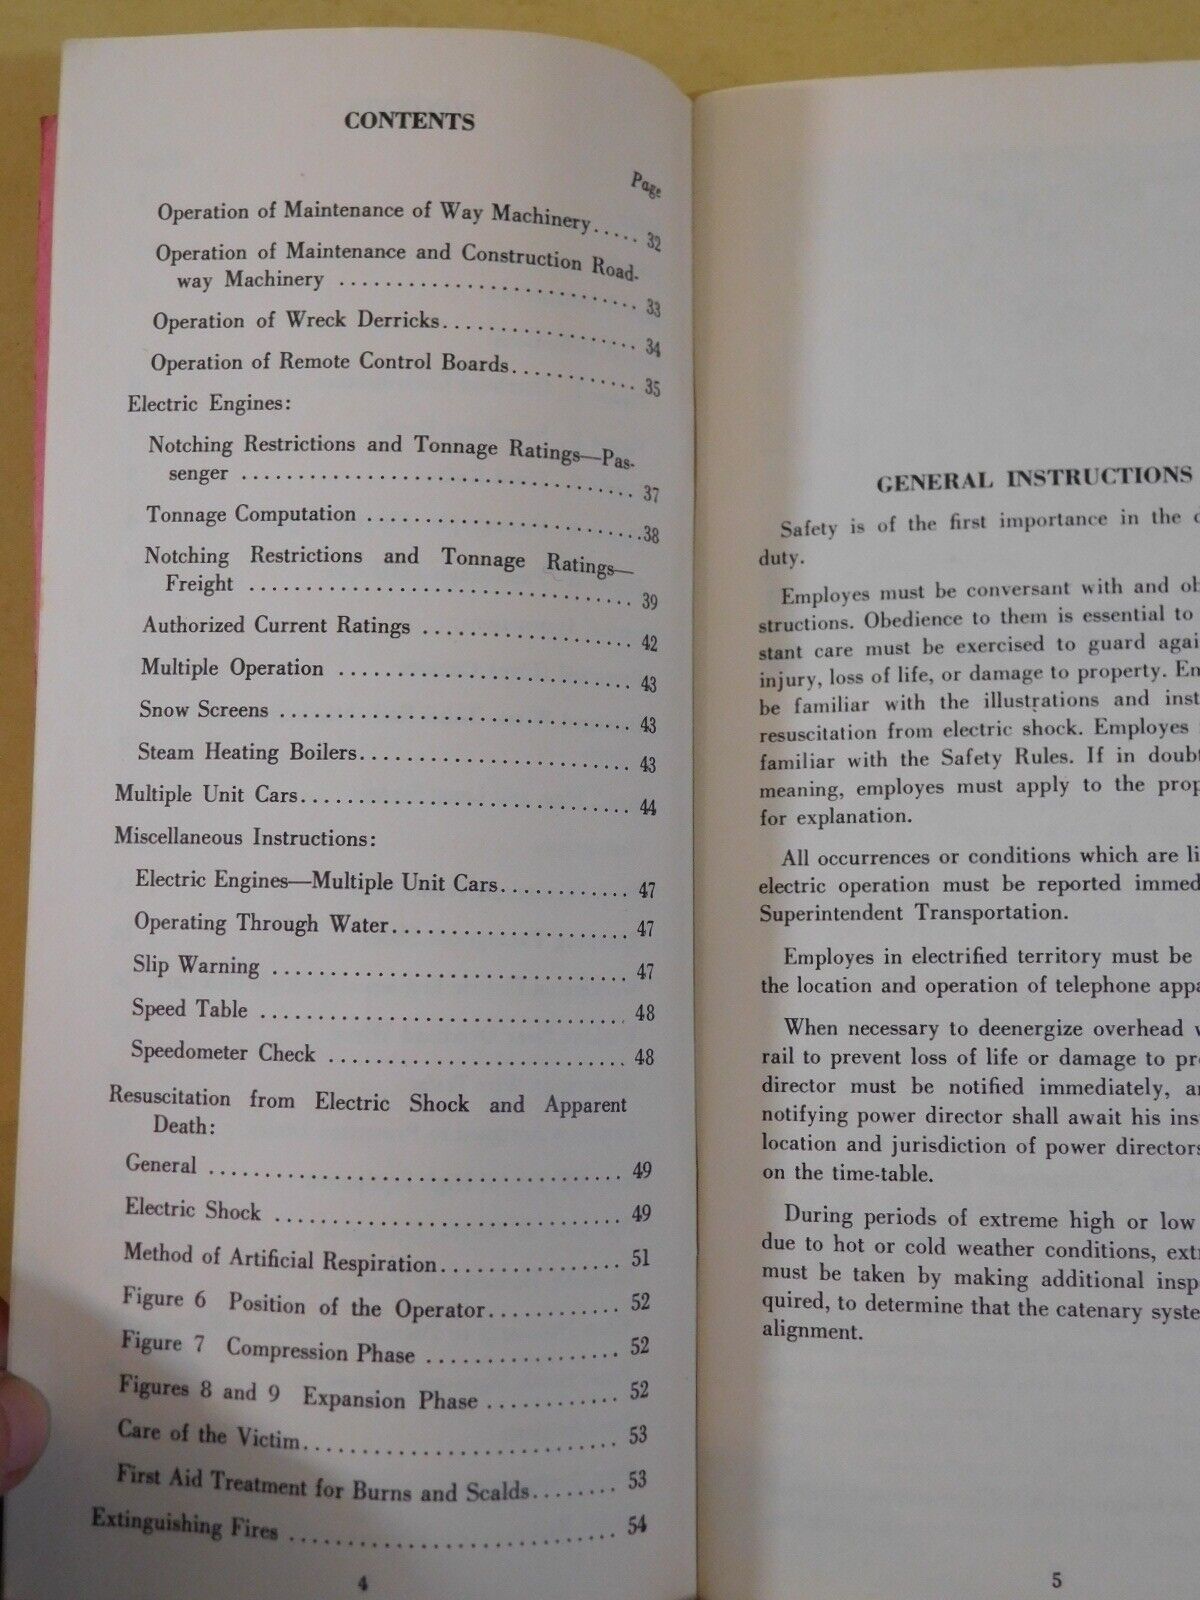 CONTENTS
Page
Operation of Maintenance of Way Machinery..... 32
Operation of Maintenance and Construction Road-
way Machinery .......................... 33
Operation of Wreck Derricks................. 34
Operation of Remote Control Boards........... 35
Electric Engines:
Notching Restrictions and Tonnage Ratings—Pas-
senger .................................. 37
Tonnage Computation ........................38
Notching Restrictions and Tonnage Ratings—
Freight ................................. 39
Authorized Current Ratings .................. 42
Multiple Operation ......................... 43
Snow Screens .............................. 43
Steam Heating Boilers....................... 43
Multiple Unit Cars............................ 44
Miscellaneous Instructions:
Electric Engines—Multiple Unit Cars........... 47
Operating Through Water.................... 47
Slip Warning .............................. 47
Speed Table ............................... 48
Speedometer Check ......................... 48
Resuscitation from Electric Shock and Apparent
Death:
General ................................... 49
Electric Shock ............................. 49
Method of Artificial Respiration................ 51
Figure 6 Position of the Operator............ 52
Figure 7 Compression Phase ................. 52
Figures 8 and 9 Expansion Phase ............ 52
Care of the Victim........................... 53
First Aid Treatment for Burns and Scalds........ 53
Extinguishing Fires ............................ 54
4
GENERAL INSTRUCTIONS
Safety is of the first importance in the
duty.
Employes must be conversant with and
structions. Obedience to them is essential to
stant care must be exercised to guard
injury, loss of life, or damage to property.
be familiar with the illustrations and
resuscitation from electric shock. Employes
familiar with the Safety Rules. If in doubt
meaning, employes must apply to the
for explanation.
All occurrences or conditions which are
electric operation must be reported
Superintendent Transportation.
Employes in electrified territory must be
the location and operation of telephone
When necessary to deenergize overhead
rail to prevent loss of life or damage to
director must be notified immediately,
notifying power director shall await his
location and jurisdiction of power directors
on the time-table.
During periods of extreme high or low
due to hot or cold weather conditions,
must be taken by making additional
quired, to determine that the catenary
alignment.
5